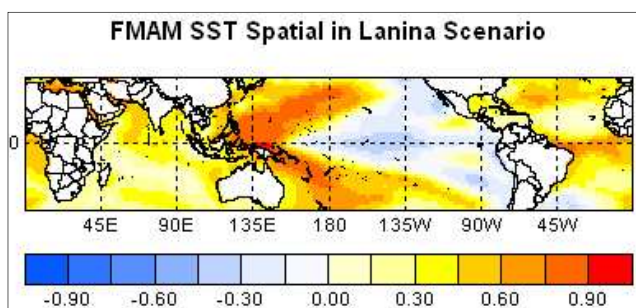 FMAM SST Spatial in Lanina Scenario
0
45E 90E 135E 180 135W 90W 45W
-0.90 -0.60 -0.30 0.00 0.30 0.60 0.90